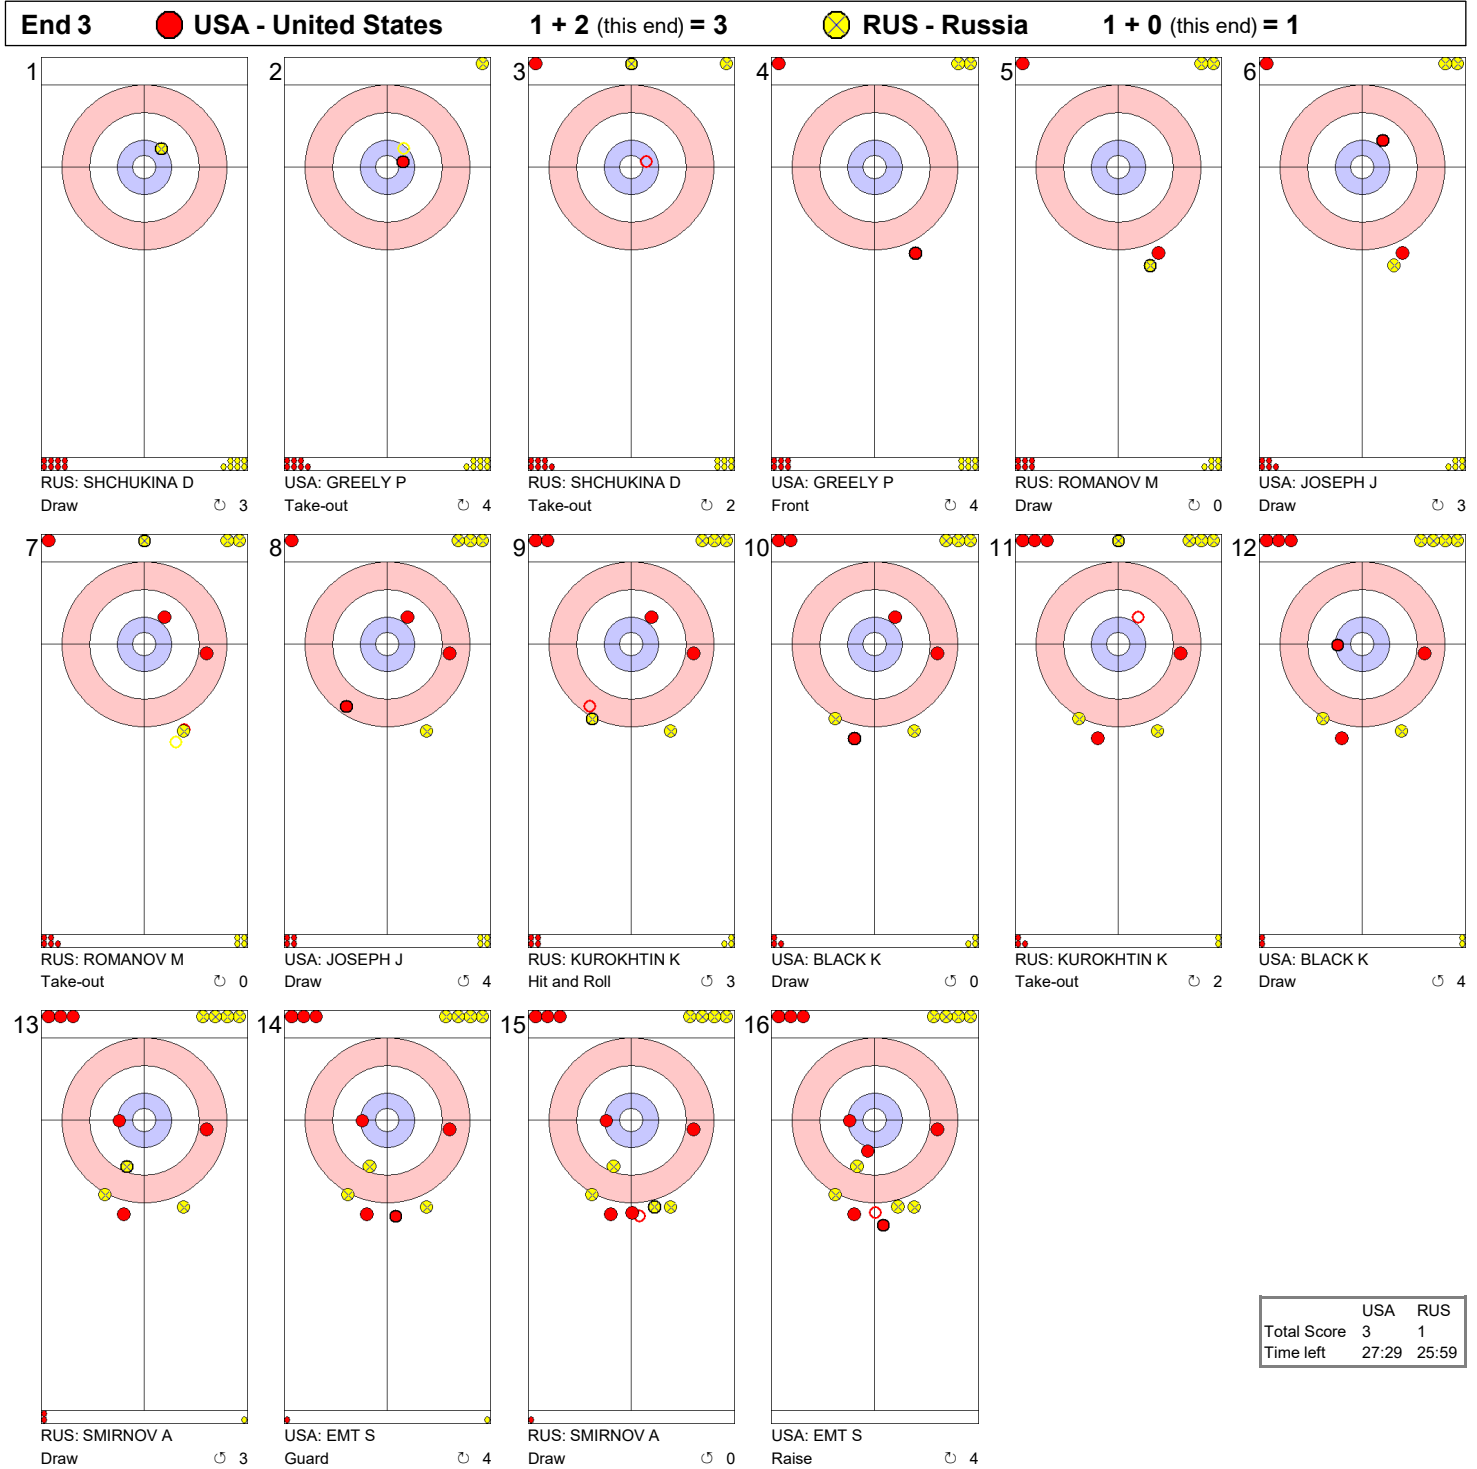 End 3 USA - United States 1 + 2 (this end) = 3 RUS - Russia 1 + 0 (this end) = 1
1 2 3 4 5 6
RUS: SHCHUKINA D USA: GREELY P RUS: SHCHUKINA D USA: GREELY P RUS: ROMANOV M USA: JOSEPH J
Draw ↻ 3 Take-out ↻ 4 Take-out ↻ 2 Front ↻ 4 Draw ↻ 0 Draw ↻ 3
7 8 9 10 11 12
RUS: ROMANOV M USA: JOSEPH J RUS: KUROKHTIN K USA: BLACK K RUS: KUROKHTIN K USA: BLACK K
Take-out ↻ 0 Draw ↻ 4 Hit and Roll ↺ 3 Draw ↺ 0 Take-out ↻ 2 Draw ↺ 4
13 14 15 16
USA RUS
Total Score 3 1
Time left 27:29 25:59
RUS: SMIRNOV A USA: EMT S RUS: SMIRNOV A USA: EMT S
Draw ↺ 3 Guard ↻ 4 Draw ↺ 0 Raise ↻ 4